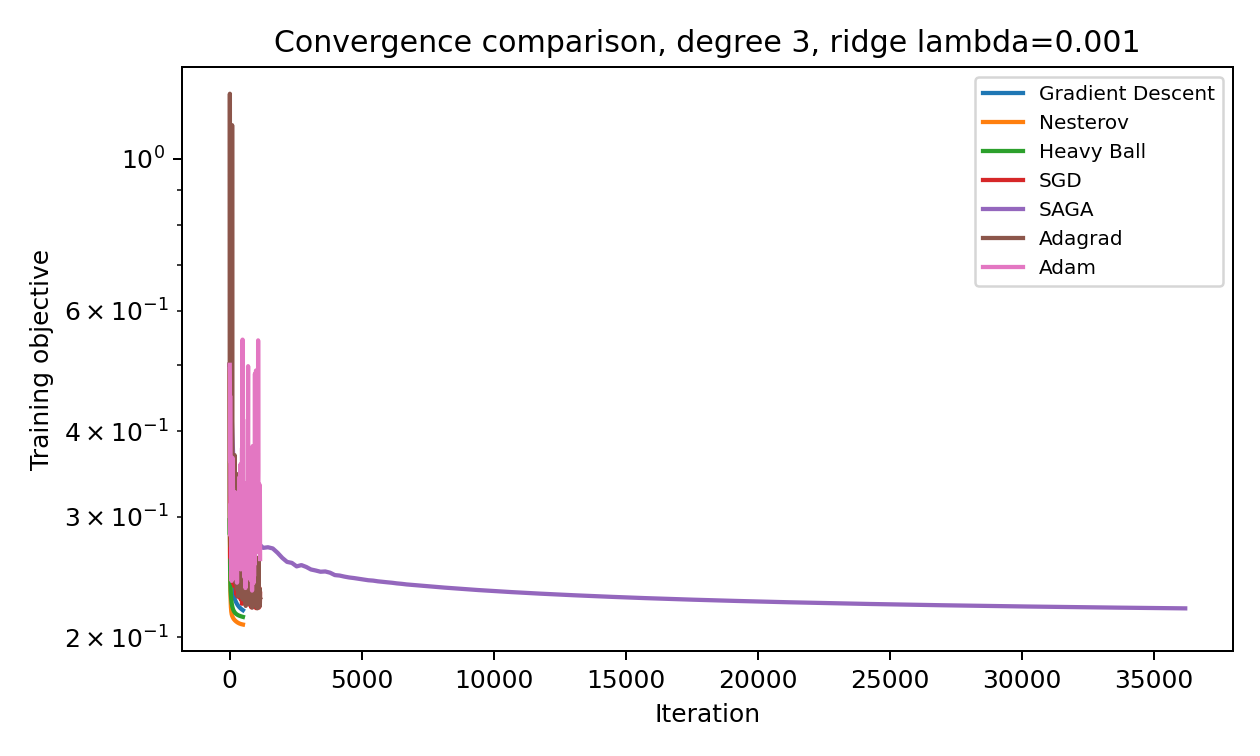 Convergence comparison, degree 3, ridge lambda=0.001
Training objective
10⁰
6 × 10⁻¹
4 × 10⁻¹
3 × 10⁻¹
2 × 10⁻¹
Gradient Descent
Nesterov
Heavy Ball
SGD
SAGA
Adagrad
Adam
0 5000 10000 15000 20000 25000 30000 35000
Iteration